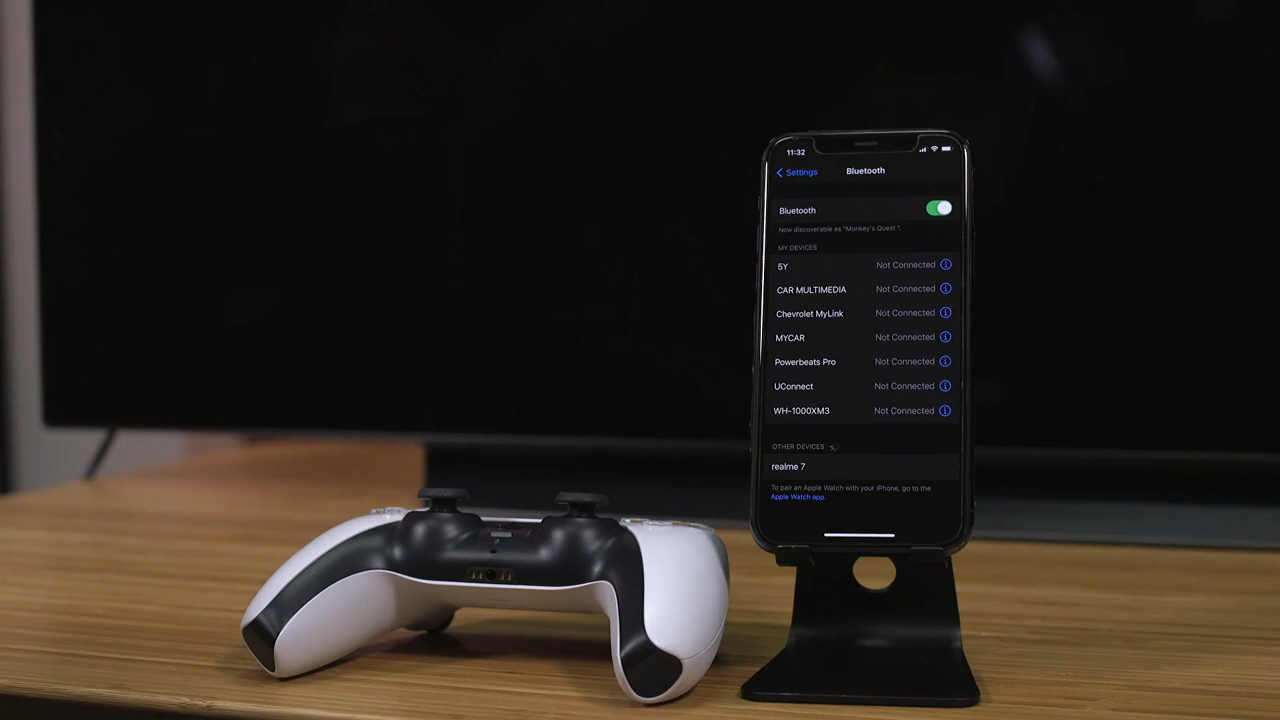 11:32
Settings
Bluetooth
Bluetooth
Now discoverable as "Monkey's Quest ".
MY DEVICES
5Y Not Connected
CAR MULTIMEDIA Not Connected
Chevrolet MyLink Not Connected
MYCAR Not Connected
Powerbeats Pro Not Connected
UConnect Not Connected
WH-1000XM3 Not Connected
OTHER DEVICES
realme 7
To pair an Apple Watch with your iPhone, go to the
Apple Watch app.